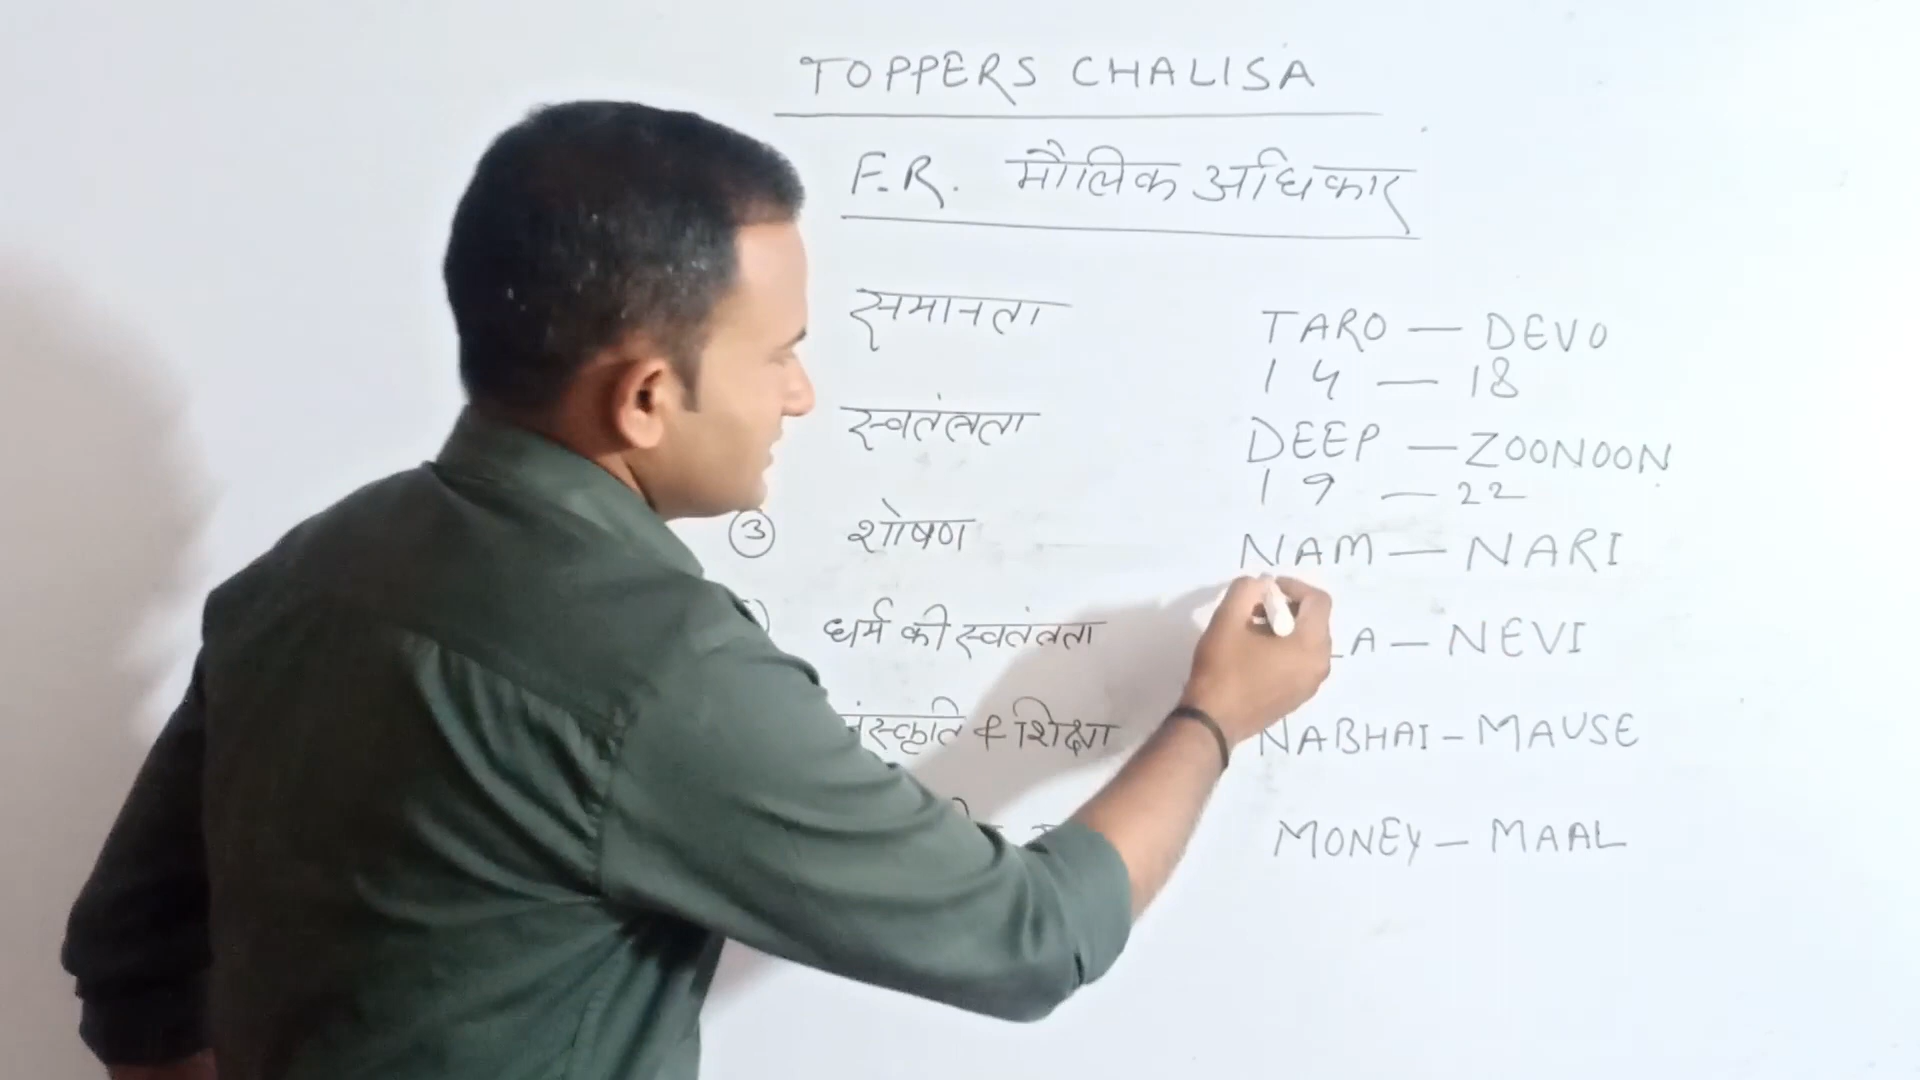 TOPPERS CHALISA
F.R. मौलिक अधिकार
समानता TARO — DEVO
14 — 18
स्वतंत्रता DEEP — ZOONOON
19 — 22
③ शोषण NAM — NARI
धर्म की स्वतंत्रता — NEVI
& शिक्षा NABHAI - MAUSE
MONEY — MAAL